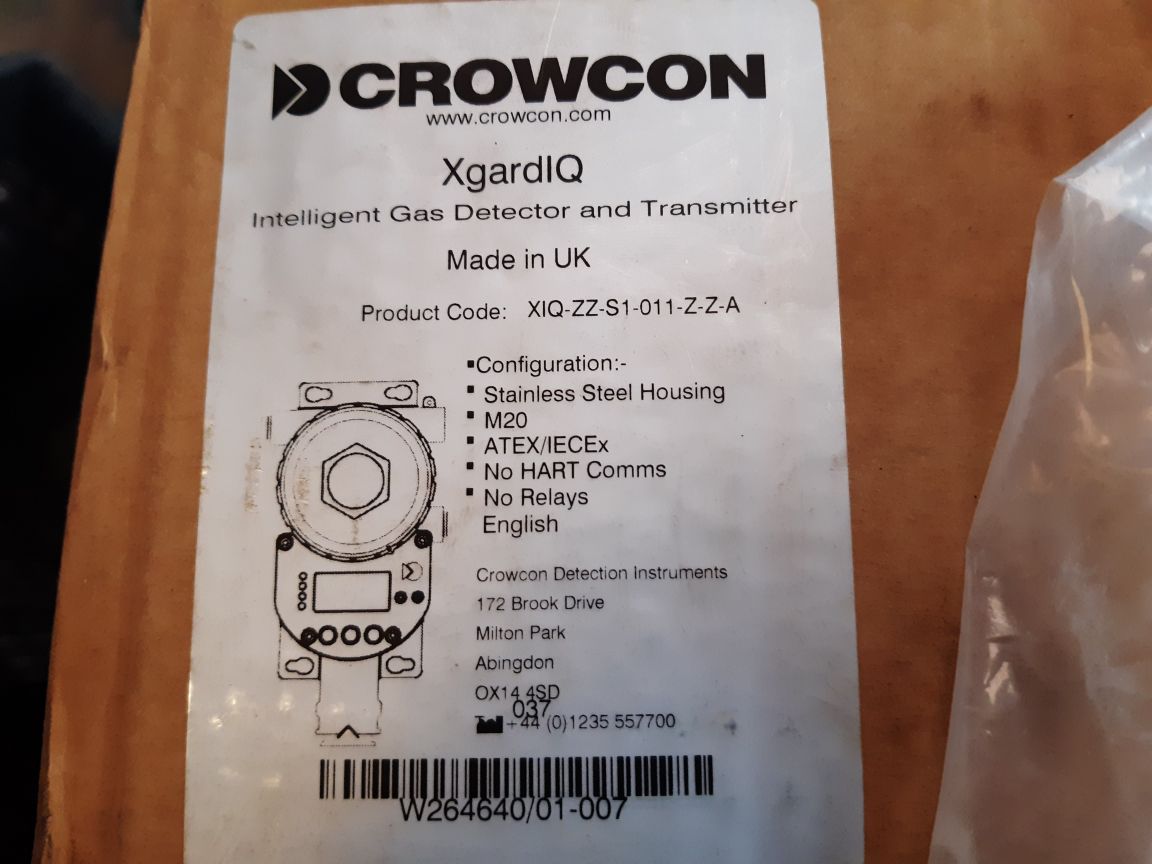 CROWCON
www.crowcon.com
XgardIQ
Intelligent Gas Detector and Transmitter
Made in UK
Product Code: XIQ-ZZ-S1-011-Z-Z-A
▪Configuration:-
▪ Stainless Steel Housing
▪ M20
▪ ATEX/IECEx
▪ No HART Comms
▪ No Relays
English
Crowcon Detection Instruments
172 Brook Drive
Milton Park
Abingdon
OX14 4SD
037
+44 (0)1235 557700
W264640/01-007